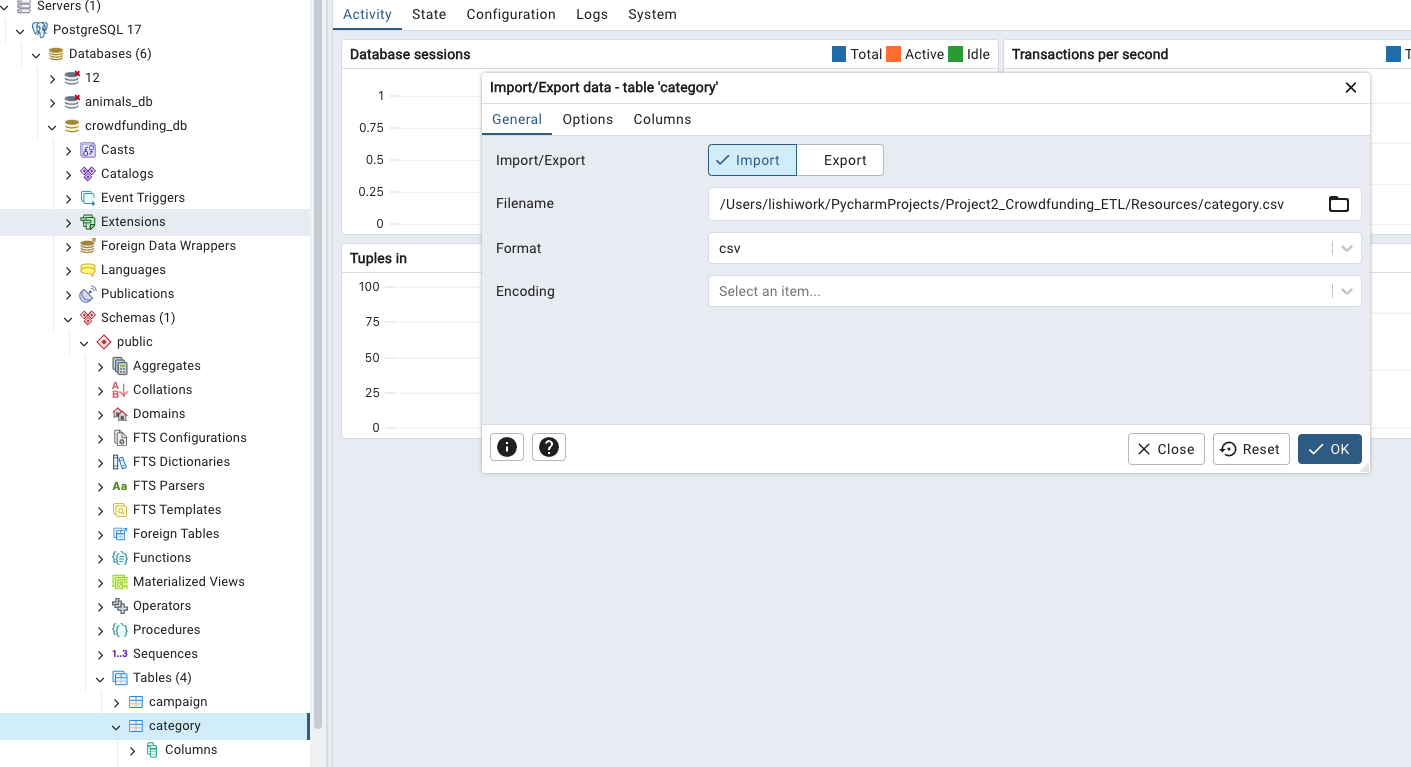 Servers (1)
PostgreSQL 17
Databases (6)
12
animals_db
crowdfunding_db
Casts
Catalogs
Event Triggers
Extensions
Foreign Data Wrappers
Languages
Publications
Schemas (1)
public
Aggregates
Collations
Domains
FTS Configurations
FTS Dictionaries
Aa FTS Parsers
FTS Templates
Foreign Tables
Functions
Materialized Views
Operators
Procedures
1..3 Sequences
Tables (4)
campaign
category
Columns
Activity State Configuration Logs System
Database sessions Total Active Idle
1
0.75
0.5
0.25
0
Transactions per second T
Tuples in
100
75
50
25
0
Import/Export data - table 'category'
General Options Columns
Import/Export Import Export
Filename /Users/lishiwork/PycharmProjects/Project2_Crowdfunding_ETL/Resources/category.csv
Format csv
Encoding Select an item...
Close Reset OK